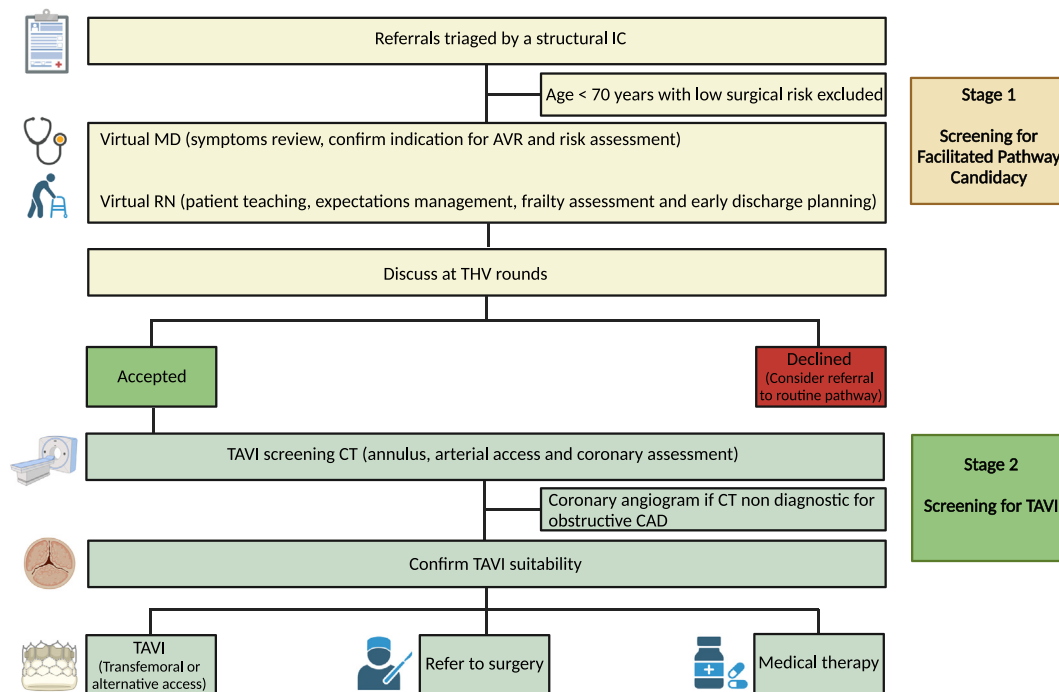 Referrals triaged by a structural IC
Age < 70 years with low surgical risk excluded
Stage 1
Screening for
Facilitated Pathway
Candidacy
Virtual MD (symptoms review, confirm indication for AVR and risk assessment)
Virtual RN (patient teaching, expectations management, frailty assessment and early discharge planning)
Discuss at THV rounds
Accepted
Declined
(Consider referral
to routine pathway)
TAVI screening CT (annulus, arterial access and coronary assessment)
Stage 2
Screening for TAVI
Coronary angiogram if CT non diagnostic for
obstructive CAD
Confirm TAVI suitability
TAVI
(Transfemoral or
alternative access)
Refer to surgery
Medical therapy